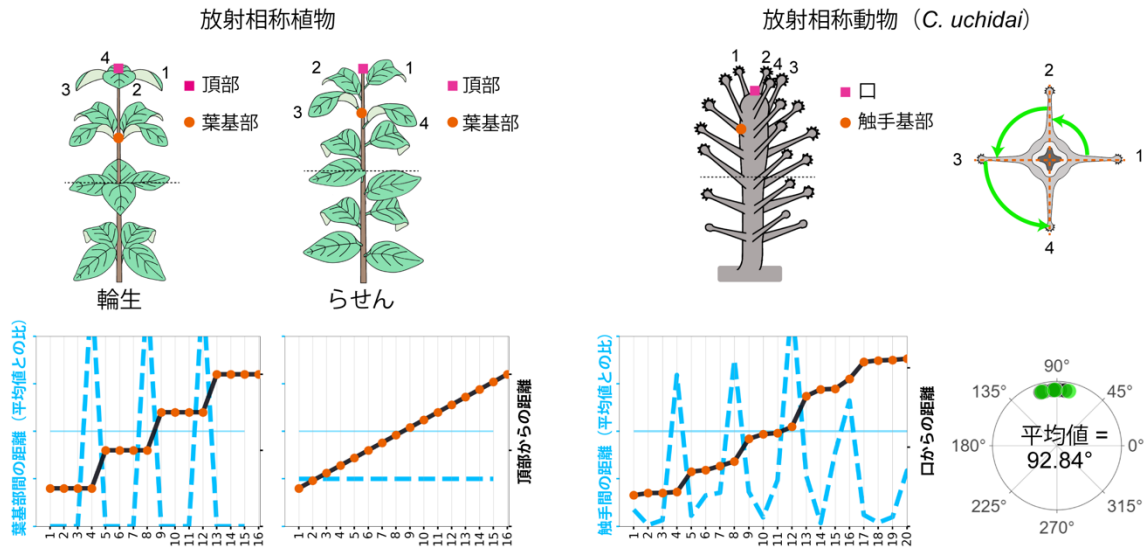 放射相称植物
放射相称動物（C. uchidai）
4
3
2
1
頂部
葉基部
輪生
2
1
3
4
頂部
葉基部
らせん
1
2
4
3
口
触手基部
2
3
1
4
葉基部間の距離（平均値との比）
1 2 3 4 5 6 7 8 9 10 11 12 13 14 15 16
1 2 3 4 5 6 7 8 9 10 11 12 13 14 15 16
頂部からの距離
触手間の距離（平均値との比）
1 2 3 4 5 6 7 8 9 10 11 12 13 14 15 16 17 18 19 20
口からの距離
90°
135°
45°
180°
平均値 =
92.84°
0°
225°
315°
270°